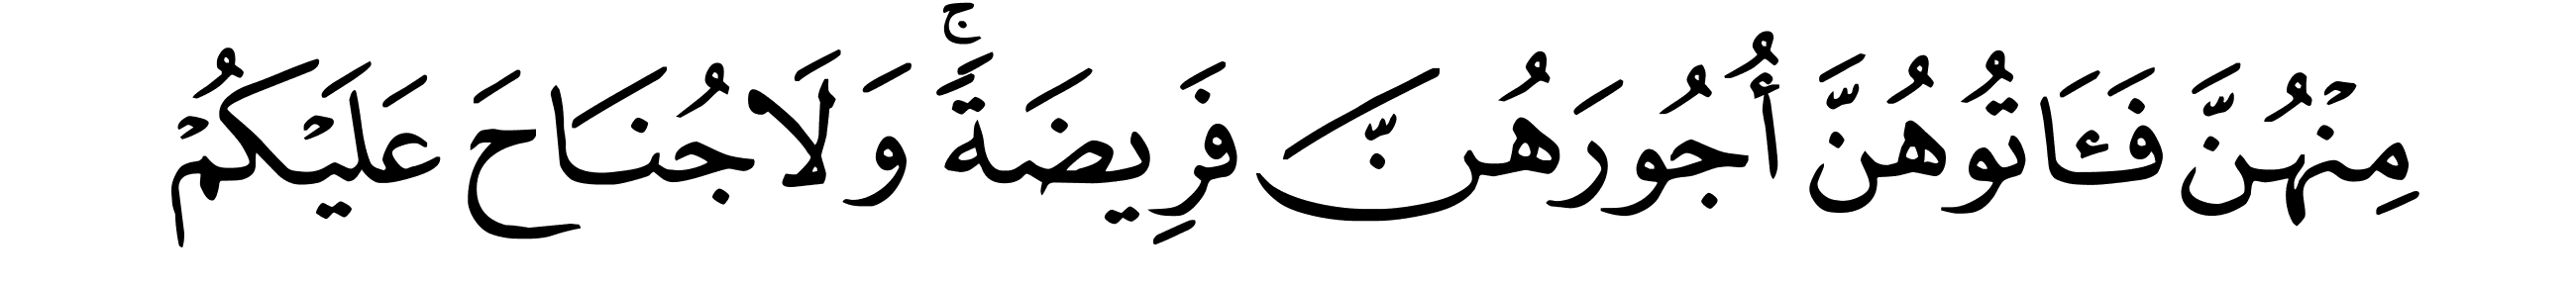 مِنْهُنَّ فَـَٔاتُوهُنَّ أُجُورَهُنَّ فَرِيضَةًۚ وَلَا جُنَاحَ عَلَيْكُمْ